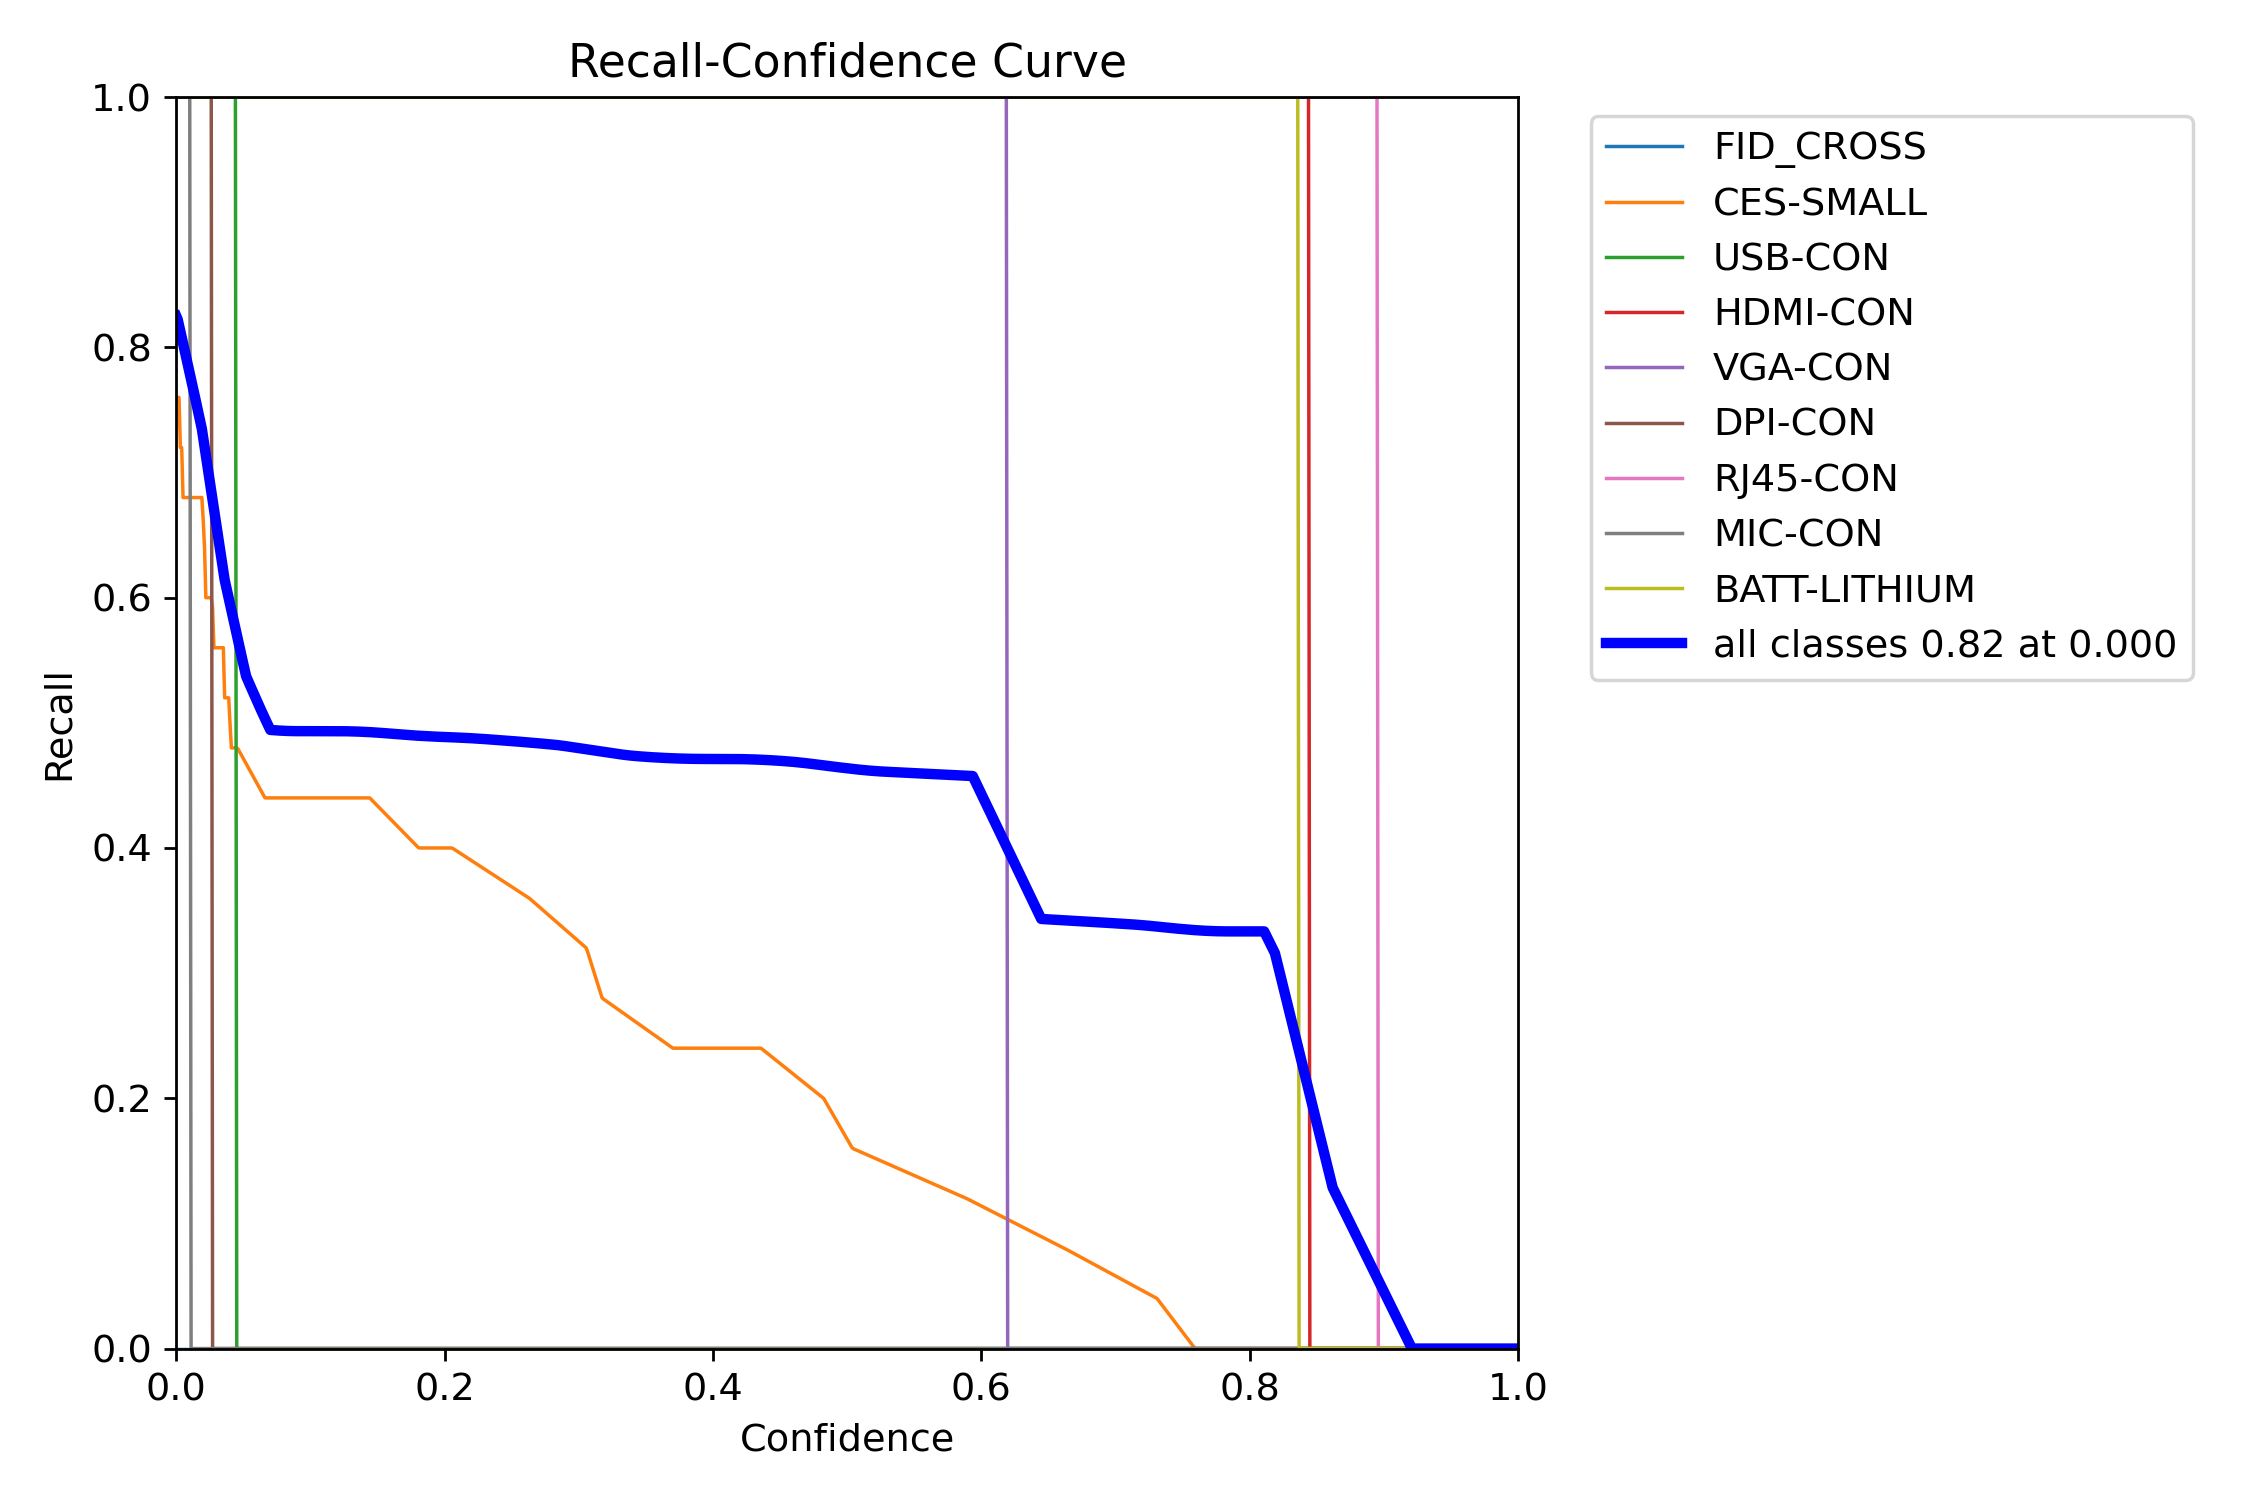 Recall-Confidence Curve
1.0
0.8
0.6
0.4
0.2
0.0
Recall
0.0 0.2 0.4 0.6 0.8 1.0
Confidence
FID_CROSS
CES-SMALL
USB-CON
HDMI-CON
VGA-CON
DPI-CON
RJ45-CON
MIC-CON
BATT-LITHIUM
all classes 0.82 at 0.000